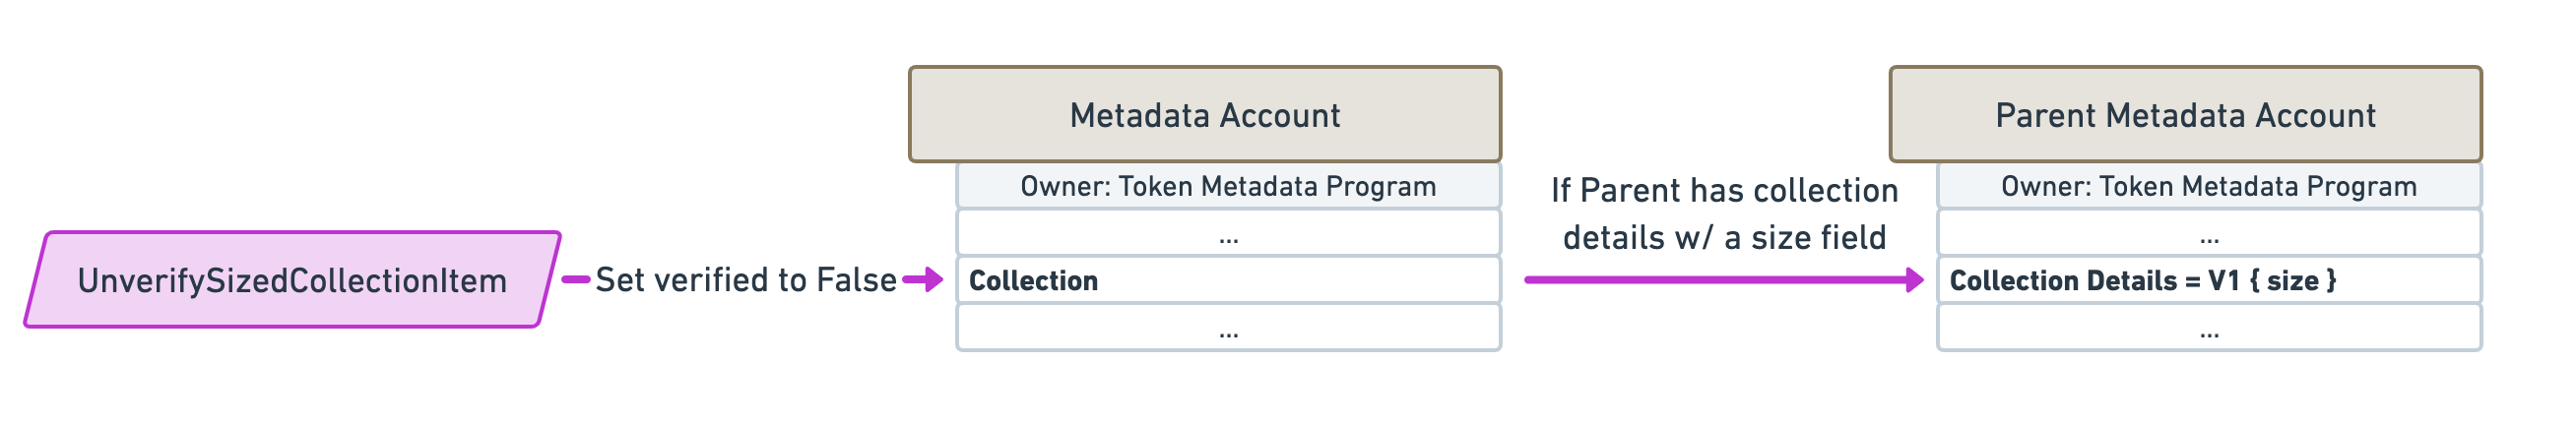 UnverifySizedCollectionItem
Set verified to False
Metadata Account
Owner: Token Metadata Program
...
Collection
...
If Parent has collection
details w/ a size field
Parent Metadata Account
Owner: Token Metadata Program
...
Collection Details = V1 { size }
...